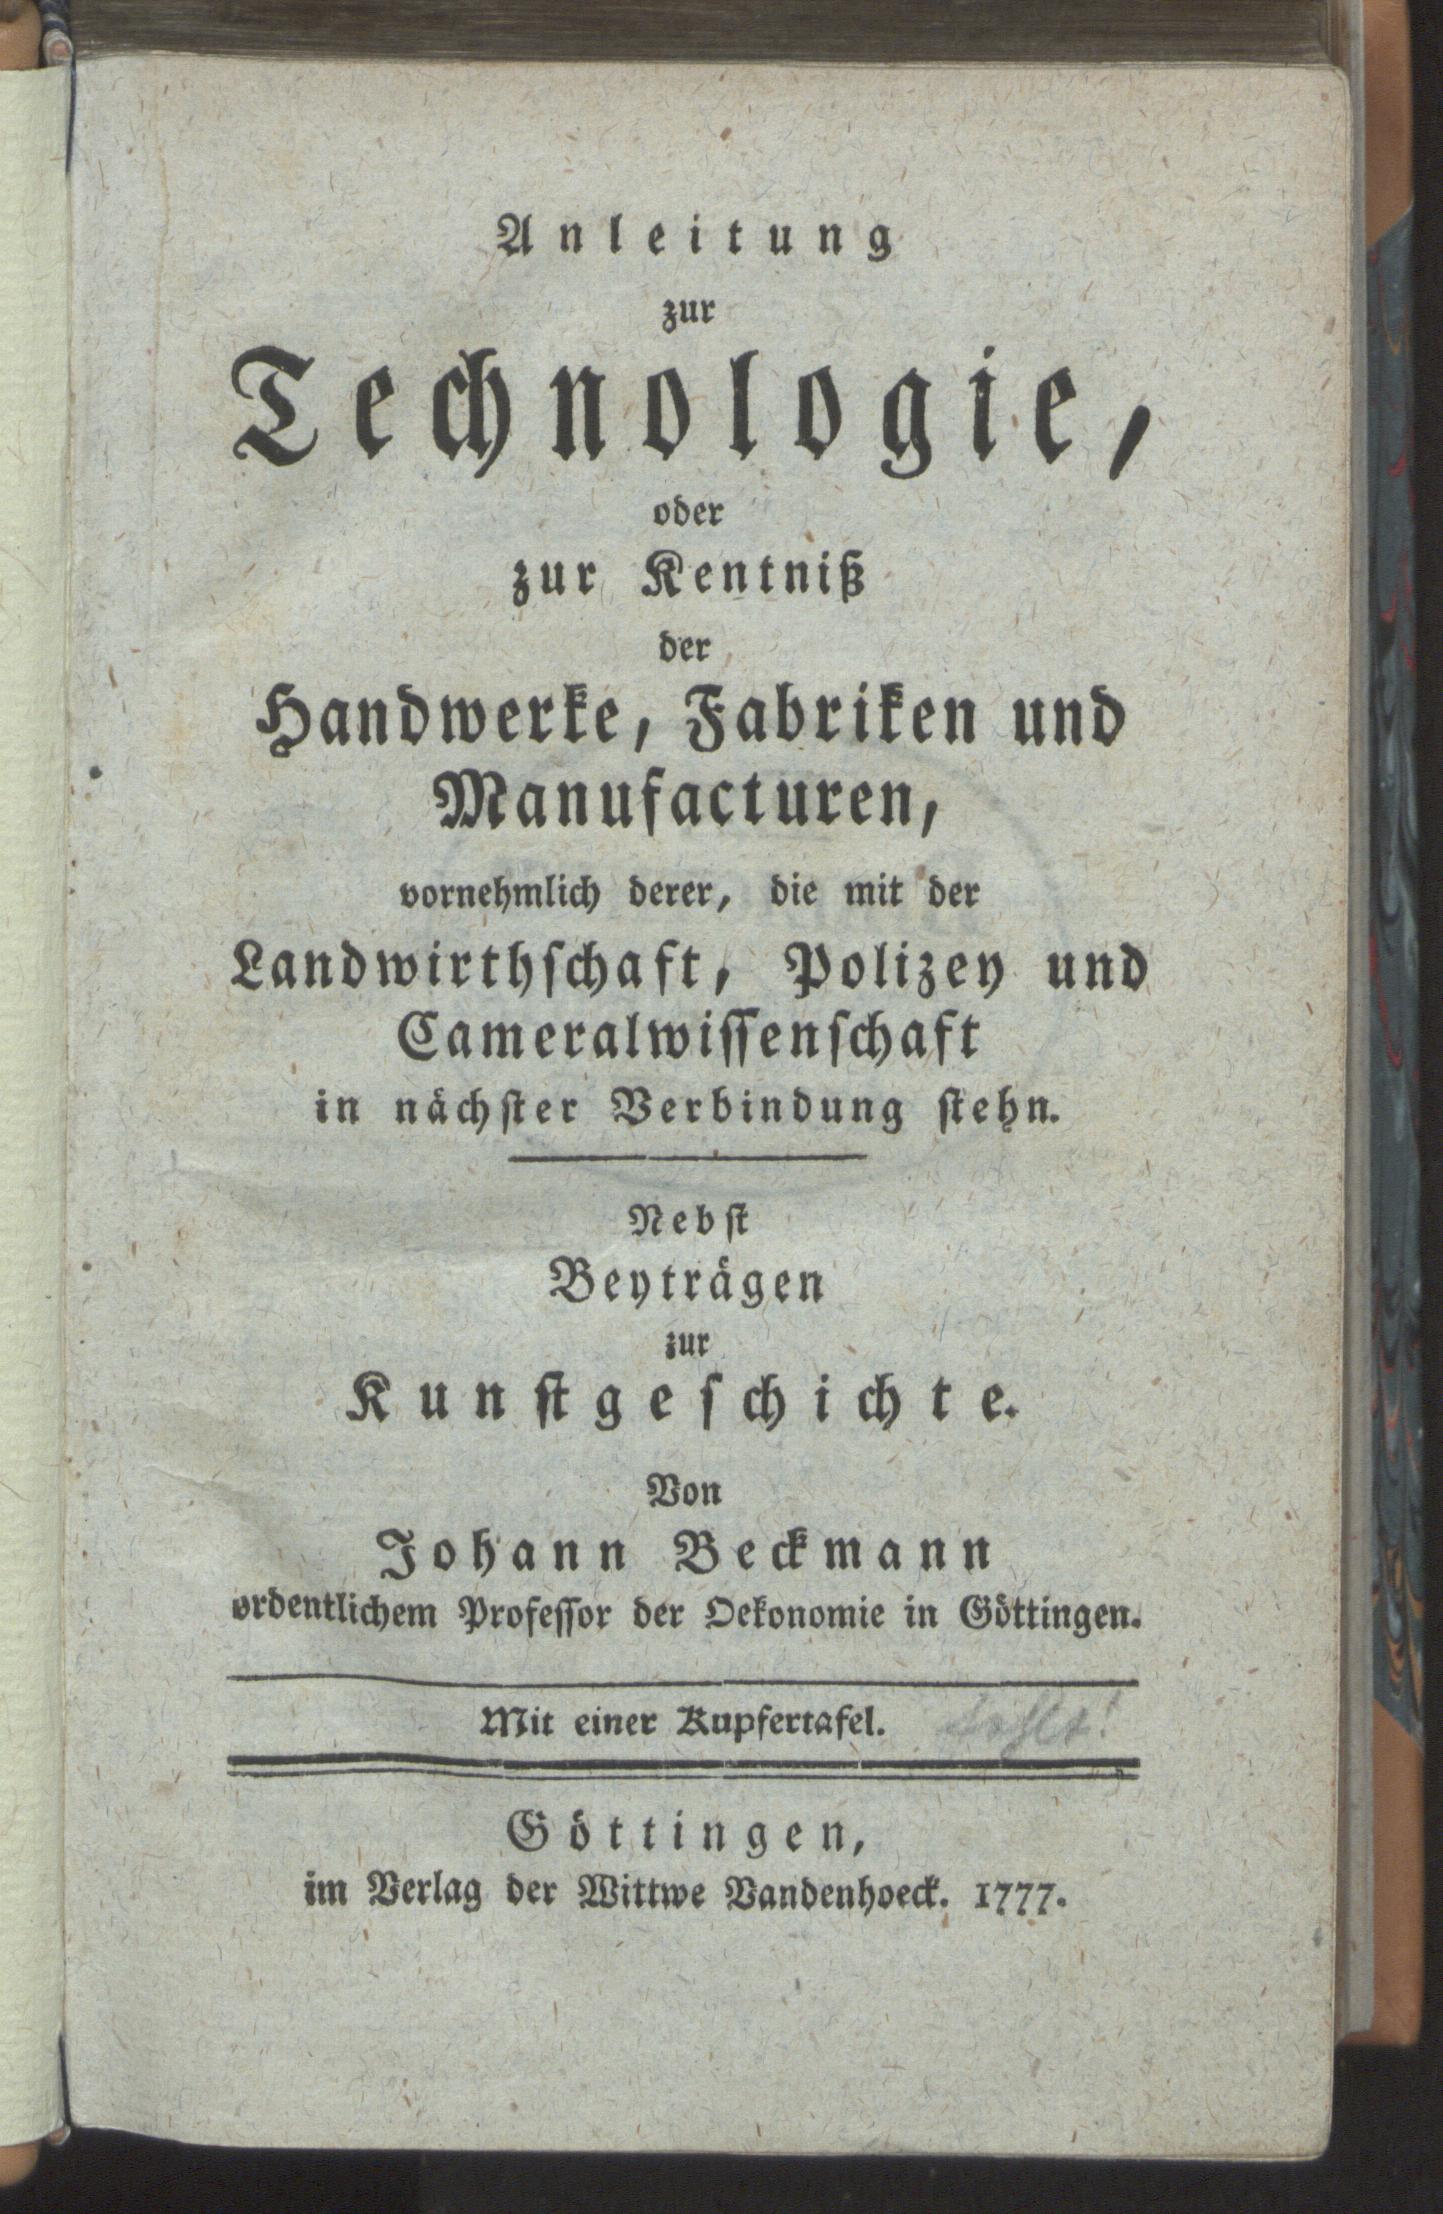 Anleitung
zur
Technologie,
oder
zur Kentniß
der
Handwerke, Fabriken und
Manufacturen,
vornehmlich derer, die mit der
Landwirthſchaft, Polizey und
Cameralwiſſenſchaft
in nächſter Verbindung ſtehn.
Nebſt
Beyträgen
zur
Kunſtgeſchichte.
Von
Johann Beckmann
ordentlichem Profeſſor der Oekonomie in Göttingen.
Mit einer Kupfertafel.
Göttingen,
im Verlag der Wittwe Vandenhoeck. 1777.